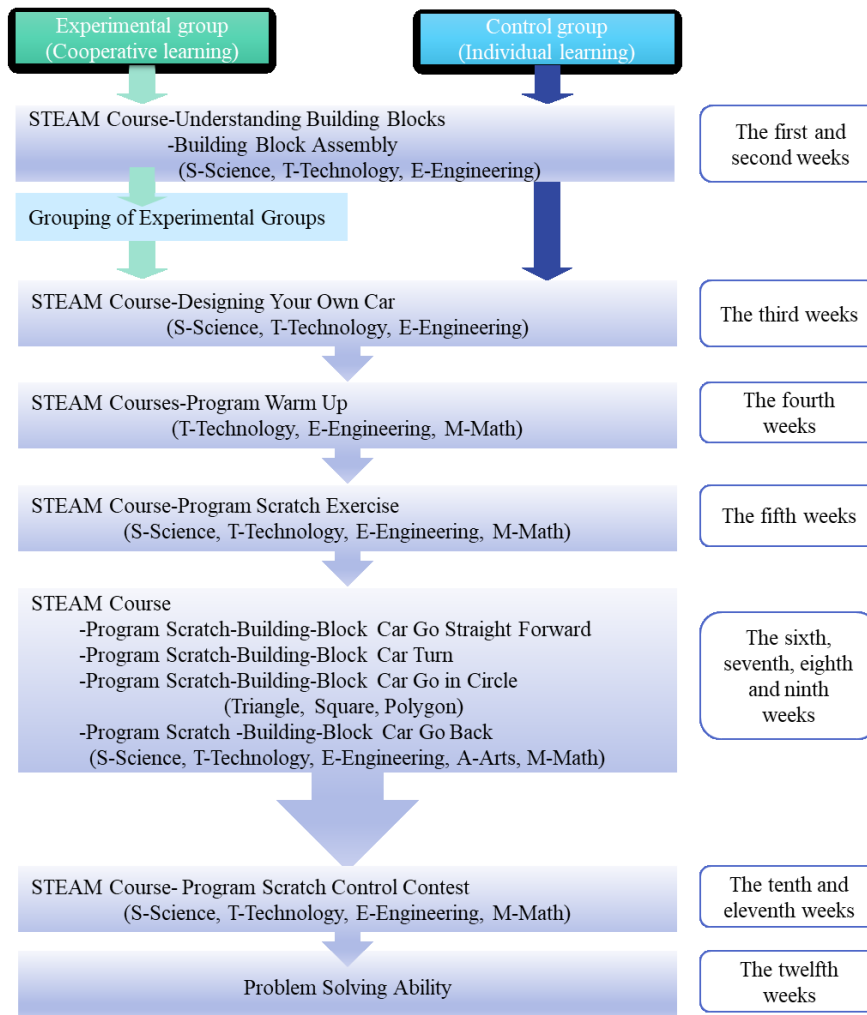 Experimental group
(Cooperative learning)
Control group
(Individual learning)
STEAM Course-Understanding Building Blocks
-Building Block Assembly
(S-Science, T-Technology, E-Engineering)
The first and
second weeks
Grouping of Experimental Groups
STEAM Course-Designing Your Own Car
(S-Science, T-Technology, E-Engineering)
The third weeks
STEAM Courses-Program Warm Up
(T-Technology, E-Engineering, M-Math)
The fourth
weeks
STEAM Course-Program Scratch Exercise
(S-Science, T-Technology, E-Engineering, M-Math)
The fifth weeks
STEAM Course
-Program Scratch-Building-Block Car Go Straight Forward
-Program Scratch-Building-Block Car Turn
-Program Scratch-Building-Block Car Go in Circle
(Triangle, Square, Polygon)
-Program Scratch -Building-Block Car Go Back
(S-Science, T-Technology, E-Engineering, A-Arts, M-Math)
The sixth,
seventh, eighth
and ninth
weeks
STEAM Course- Program Scratch Control Contest
(S-Science, T-Technology, E-Engineering, M-Math)
The tenth and
eleventh weeks
Problem Solving Ability
The twelfth
weeks